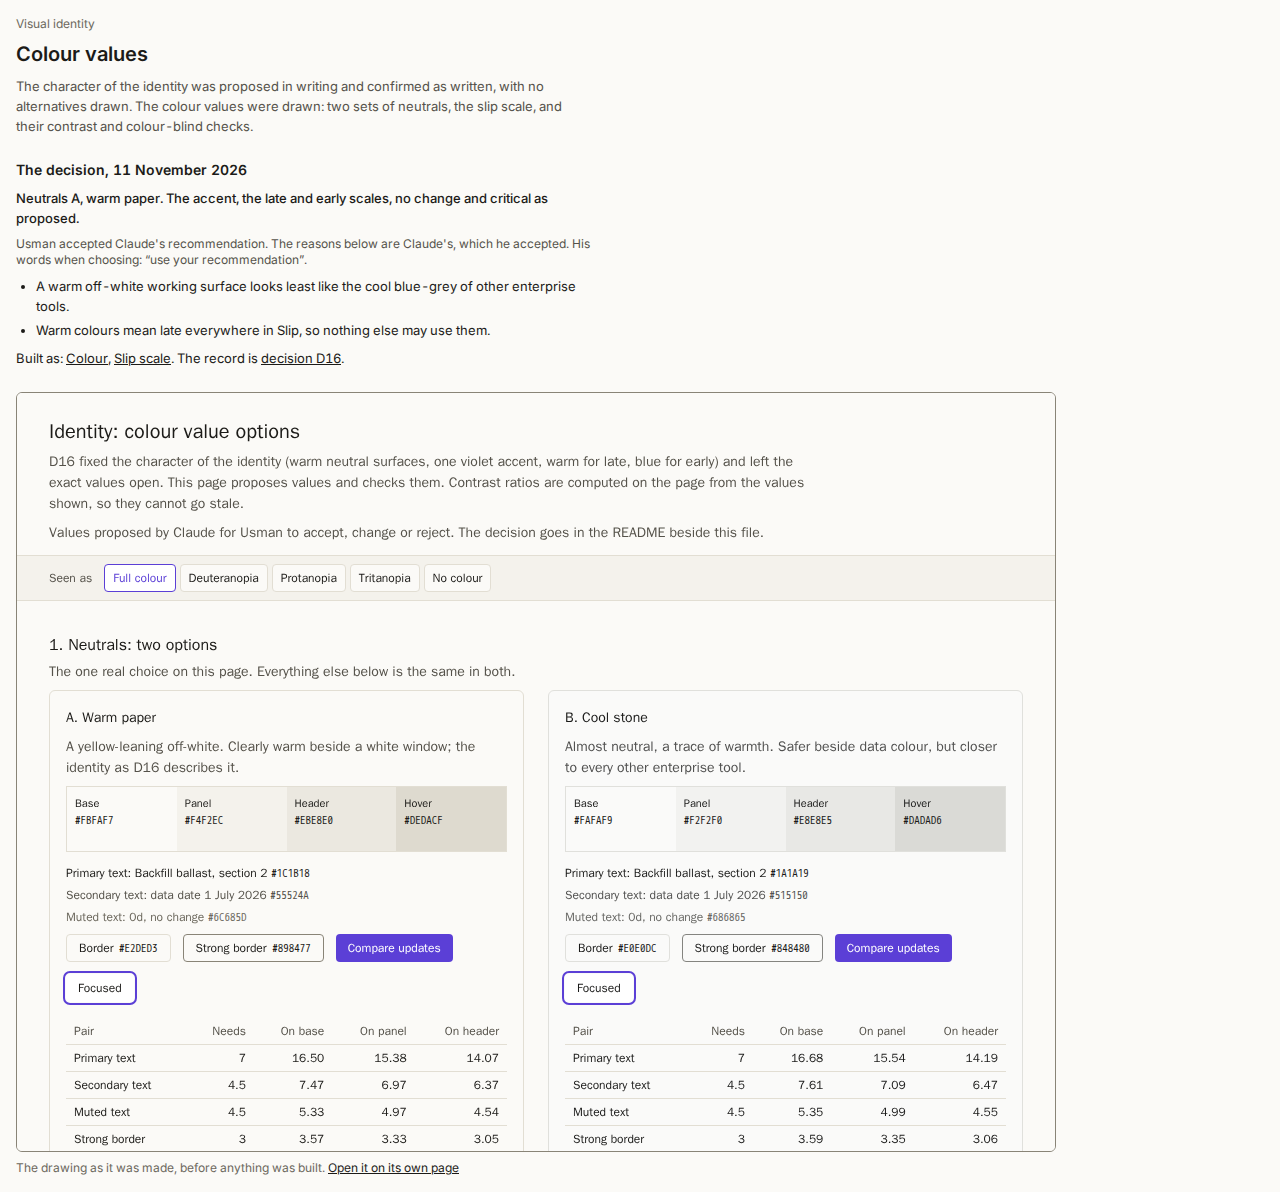 Visual identity
Colour values
The character of the identity was proposed in writing and confirmed as written, with no
alternatives drawn. The colour values were drawn: two sets of neutrals, the slip scale, and
their contrast and colour-blind checks.
The decision, 11 November 2026
Neutrals A, warm paper. The accent, the late and early scales, no change and critical as
proposed.
Usman accepted Claude's recommendation. The reasons below are Claude's, which he accepted. His
words when choosing: “use your recommendation”.
• A warm off-white working surface looks least like the cool blue-grey of other enterprise
tools.
• Warm colours mean late everywhere in Slip, so nothing else may use them.
Built as: Colour, Slip scale. The record is decision D16.
Identity: colour value options
D16 fixed the character of the identity (warm neutral surfaces, one violet accent, warm for late, blue for early) and left the
exact values open. This page proposes values and checks them. Contrast ratios are computed on the page from the values
shown, so they cannot go stale.
Values proposed by Claude for Usman to accept, change or reject. The decision goes in the README beside this file.
Seen as Full colour Deuteranopia Protanopia Tritanopia No colour
1. Neutrals: two options
The one real choice on this page. Everything else below is the same in both.
A. Warm paper
A yellow-leaning off-white. Clearly warm beside a white window; the
identity as D16 describes it.
Base Panel Header Hover
#FBFAF7 #F4F2EC #EBE8E0 #DEDACF
Primary text: Backfill ballast, section 2 #1C1B18
Secondary text: data date 1 July 2026 #55524A
Muted text: 0d, no change #6C685D
Border #E2DED3 Strong border #898477 Compare updates
Focused
Pair Needs On base On panel On header
Primary text 7 16.50 15.38 14.07
Secondary text 4.5 7.47 6.97 6.37
Muted text 4.5 5.33 4.97 4.54
Strong border 3 3.57 3.33 3.05
B. Cool stone
Almost neutral, a trace of warmth. Safer beside data colour, but closer
to every other enterprise tool.
Base Panel Header Hover
#FAFAF9 #F2F2F0 #E8E8E5 #DADAD6
Primary text: Backfill ballast, section 2 #1A1A19
Secondary text: data date 1 July 2026 #515150
Muted text: 0d, no change #686865
Border #E0E0DC Strong border #848480 Compare updates
Focused
Pair Needs On base On panel On header
Primary text 7 16.68 15.54 14.19
Secondary text 4.5 7.61 7.09 6.47
Muted text 4.5 5.35 4.99 4.55
Strong border 3 3.59 3.35 3.06
The drawing as it was made, before anything was built. Open it on its own page